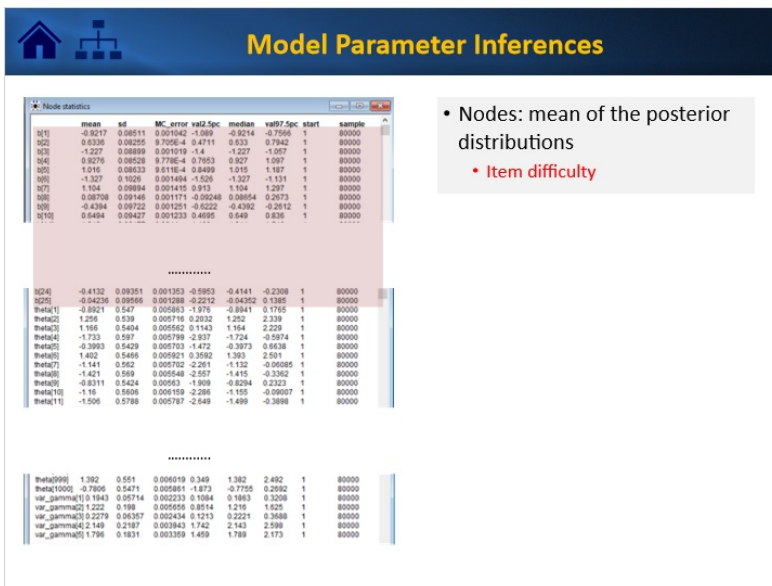 Model Parameter Inferences
Node statistics
mean sd MC_error val2.5pc median val97.5pc start sample
b[1] -0.9217 0.08511 0.001042 -1.089 -0.9214 -0.7566 1 80000
b[2] 0.6336 0.08255 9.705E-4 0.4711 0.633 0.7942 1 80000
b[3] -1.227 0.08899 0.001019 -1.4 -1.227 -1.057 1 80000
b[4] 0.9276 0.08528 9.778E-4 0.7653 0.927 1.097 1 80000
b[5] 1.016 0.08633 9.611E-4 0.8499 1.015 1.187 1 80000
b[6] -1.327 0.1026 0.001484 -1.526 -1.327 -1.131 1 80000
b[7] 1.104 0.09894 0.001415 0.913 1.104 1.297 1 80000
b[8] 0.08708 0.09146 0.001171 -0.09248 0.08654 0.2673 1 80000
b[9] -0.4394 0.09722 0.001251 -0.6222 -0.4392 -0.2612 1 80000
b[10] 0.6494 0.09427 0.001233 0.4695 0.649 0.836 1 80000
............
b[24] -0.4132 0.09351 0.001353 -0.5953 -0.4141 -0.2308 1 80000
b[25] -0.04236 0.09566 0.001288 -0.2212 -0.04352 0.1385 1 80000
theta[1] -0.8921 0.547 0.005863 -1.976 -0.8941 0.1765 1 80000
theta[2] 1.256 0.539 0.005716 0.2032 1.252 2.339 1 80000
theta[3] 1.166 0.5404 0.005562 0.1143 1.164 2.229 1 80000
theta[4] -1.733 0.597 0.005799 -2.937 -1.724 -0.5974 1 80000
theta[5] -0.3993 0.5429 0.005703 -1.472 -0.3973 0.6638 1 80000
theta[6] 1.402 0.5466 0.005921 0.3592 1.393 2.501 1 80000
theta[7] -1.141 0.562 0.005702 -2.261 -1.132 -0.06085 1 80000
theta[8] -1.421 0.569 0.005548 -2.557 -1.415 -0.3362 1 80000
theta[9] -0.8311 0.5424 0.00563 -1.909 -0.8294 0.2323 1 80000
theta[10] -1.16 0.5606 0.006159 -2.286 -1.155 -0.09007 1 80000
theta[11] -1.506 0.5788 0.005787 -2.649 -1.499 -0.3898 1 80000
............
theta[999] 1.392 0.551 0.006019 0.349 1.382 2.492 1 80000
theta[1000] -0.7806 0.5471 0.005861 -1.873 -0.7755 0.2692 1 80000
var_gamma[1] 0.1943 0.05714 0.002233 0.1084 0.1863 0.3208 1 80000
var_gamma[2] 1.222 0.198 0.005656 0.8514 1.216 1.625 1 80000
var_gamma[3] 0.2279 0.06357 0.002434 0.1213 0.2221 0.3688 1 80000
var_gamma[4] 2.149 0.2187 0.003943 1.742 2.143 2.598 1 80000
var_gamma[5] 1.796 0.1831 0.003359 1.459 1.789 2.173 1 80000
• Nodes: mean of the posterior
distributions
• Item difficulty